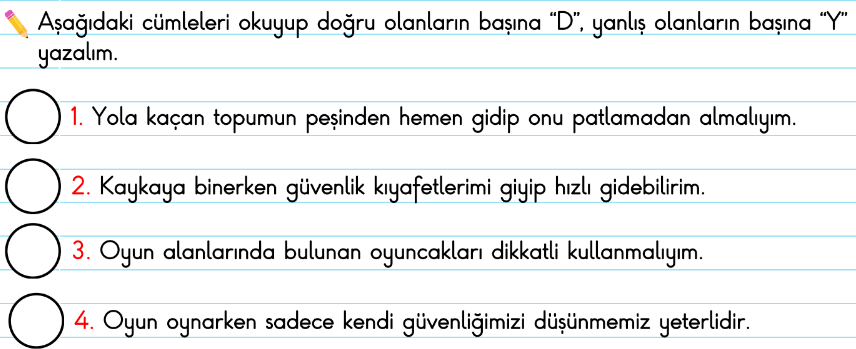 Aşağıdaki cümleleri okuyup doğru olanların başına “D”, yanlış olanların başına “Y”
yazalım.
1. Yola kaçan topumun peşinden hemen gidip onu patlamadan almalıyım.
2. Kaykaya binerken güvenlik kıyafetlerimi giyip hızlı gidebilirim.
3. Oyun alanlarında bulunan oyuncakları dikkatli kullanmalıyım.
4. Oyun oynarken sadece kendi güvenliğimizi düşünmemiz yeterlidir.